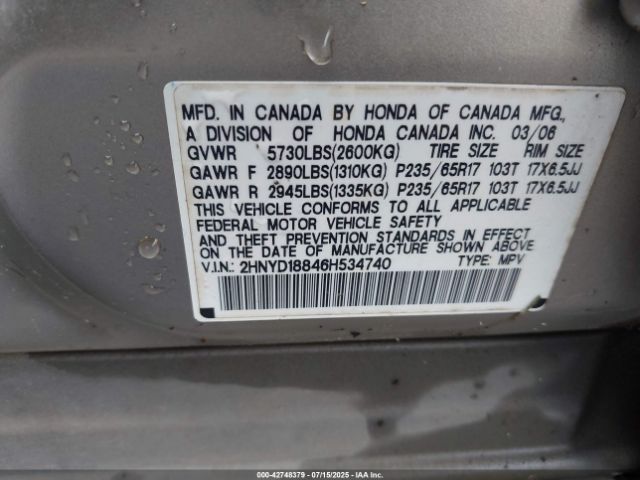 MFD. IN CANADA BY HONDA OF CANADA MFG.,
A DIVISION OF HONDA CANADA INC. 03/06
GVWR 5730LBS(2600KG) TIRE SIZE RIM SIZE
GAWR F 2890LBS(1310KG) P235/65R17 103T 17X6.5JJ
GAWR R 2945LBS(1335KG) P235/65R17 103T 17X6.5JJ
THIS VEHICLE CONFORMS TO ALL APPLICABLE
FEDERAL MOTOR VEHICLE SAFETY
AND THEFT PREVENTION STANDARDS IN EFFECT
ON THE DATE OF MANUFACTURE SHOWN ABOVE
V.I.N.: 2HNYD18846H534740 TYPE: MPV
000-42748379 - 07/15/2025 - IAAI.COM